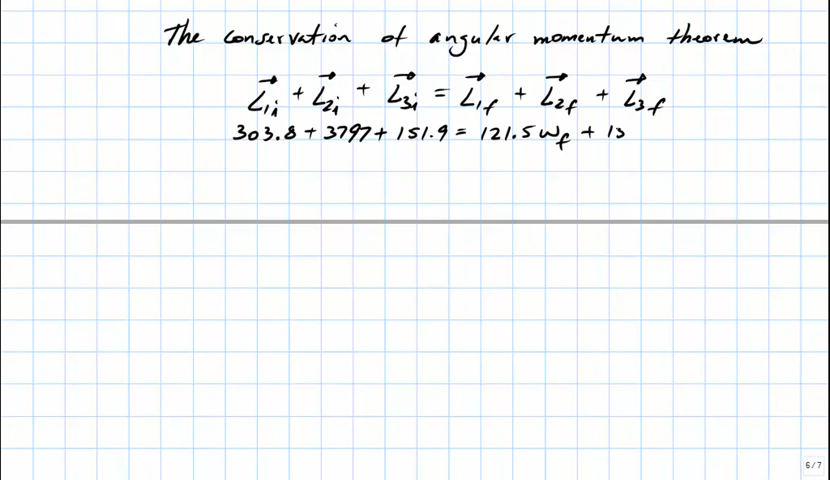 The conservation of angular momentum theorem
L⃗1i + L⃗2i + L⃗3i = L⃗1f + L⃗2f + L⃗3f
303.8 + 3797 + 151.9 = 121.5 ωf + 13
6/7